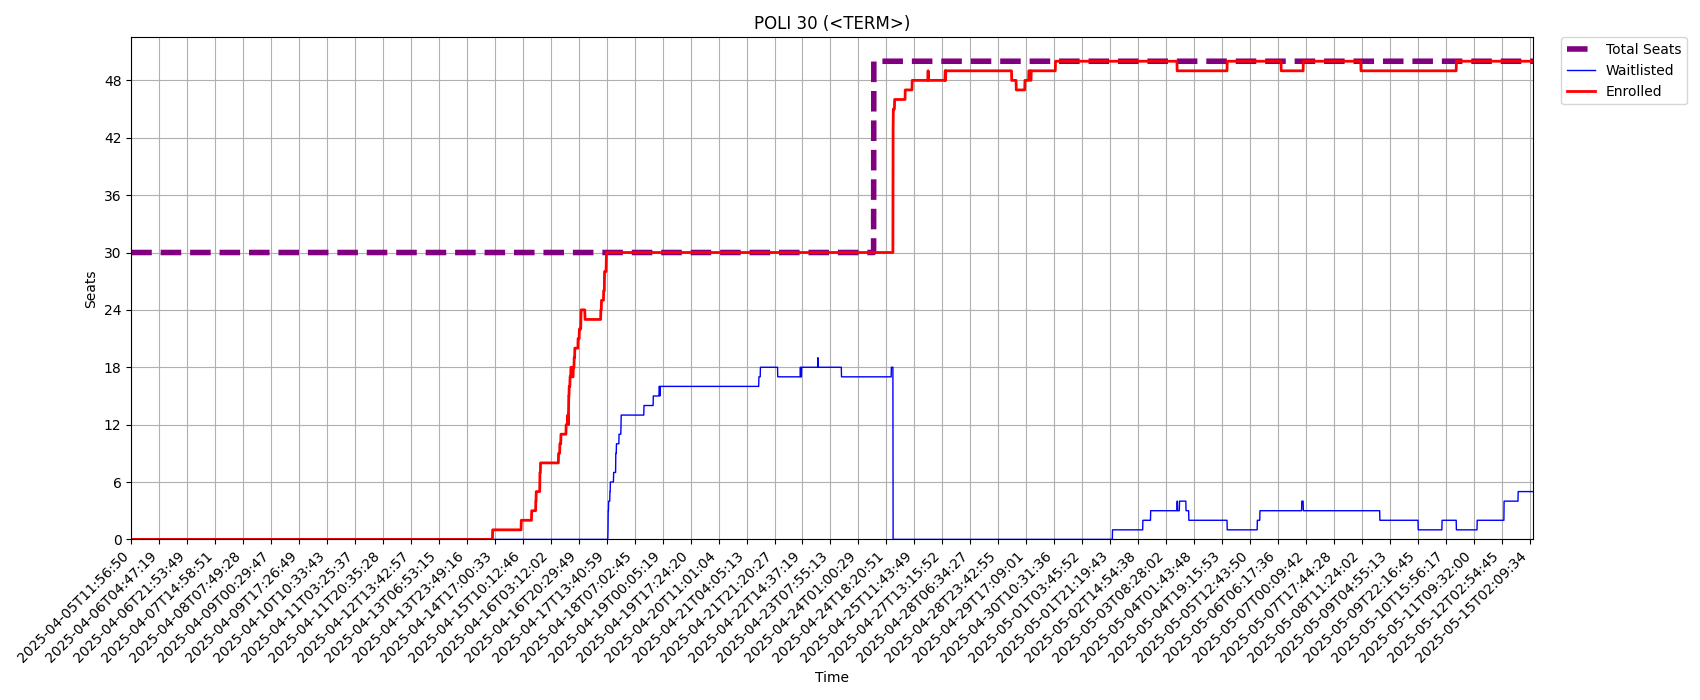 POLI 30 (<TERM>)
Total Seats
Waitlisted
Enrolled
Seats
48
42
36
30
24
18
12
6
0
2025-04-05T11:56:50
2025-04-06T04:47:19
2025-04-06T21:53:49
2025-04-07T14:58:51
2025-04-08T07:49:28
2025-04-09T00:29:47
2025-04-09T17:26:49
2025-04-10T10:33:43
2025-04-11T03:25:37
2025-04-11T20:35:28
2025-04-12T13:42:57
2025-04-13T06:53:15
2025-04-13T23:49:16
2025-04-14T17:00:33
2025-04-15T10:12:46
2025-04-16T03:12:02
2025-04-16T20:29:49
2025-04-17T13:40:59
2025-04-18T07:02:45
2025-04-19T00:05:19
2025-04-19T17:24:20
2025-04-20T11:01:04
2025-04-21T04:05:13
2025-04-21T21:20:27
2025-04-22T14:37:19
2025-04-23T07:55:13
2025-04-24T01:00:29
2025-04-24T18:20:51
2025-04-25T11:43:49
2025-04-27T13:15:52
2025-04-28T06:34:27
2025-04-28T23:42:55
2025-04-29T17:09:01
2025-04-30T10:31:36
2025-05-01T03:45:52
2025-05-01T21:19:43
2025-05-02T14:54:38
2025-05-03T08:28:02
2025-05-04T01:43:48
2025-05-04T19:15:53
2025-05-05T12:43:50
2025-05-06T06:17:36
2025-05-07T00:09:42
2025-05-07T17:44:28
2025-05-08T11:24:02
2025-05-09T04:55:13
2025-05-09T22:16:45
2025-05-10T15:56:17
2025-05-11T09:32:00
2025-05-12T02:54:45
2025-05-15T02:09:34
Time